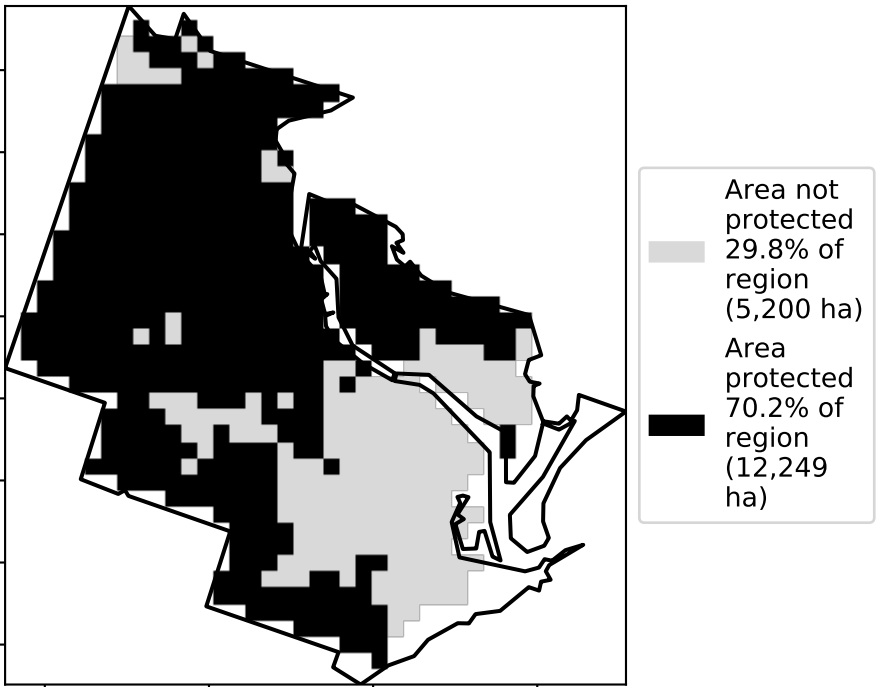 Area not
protected
29.8% of
region
(5,200 ha)
Area
protected
70.2% of
region
(12,249
ha)